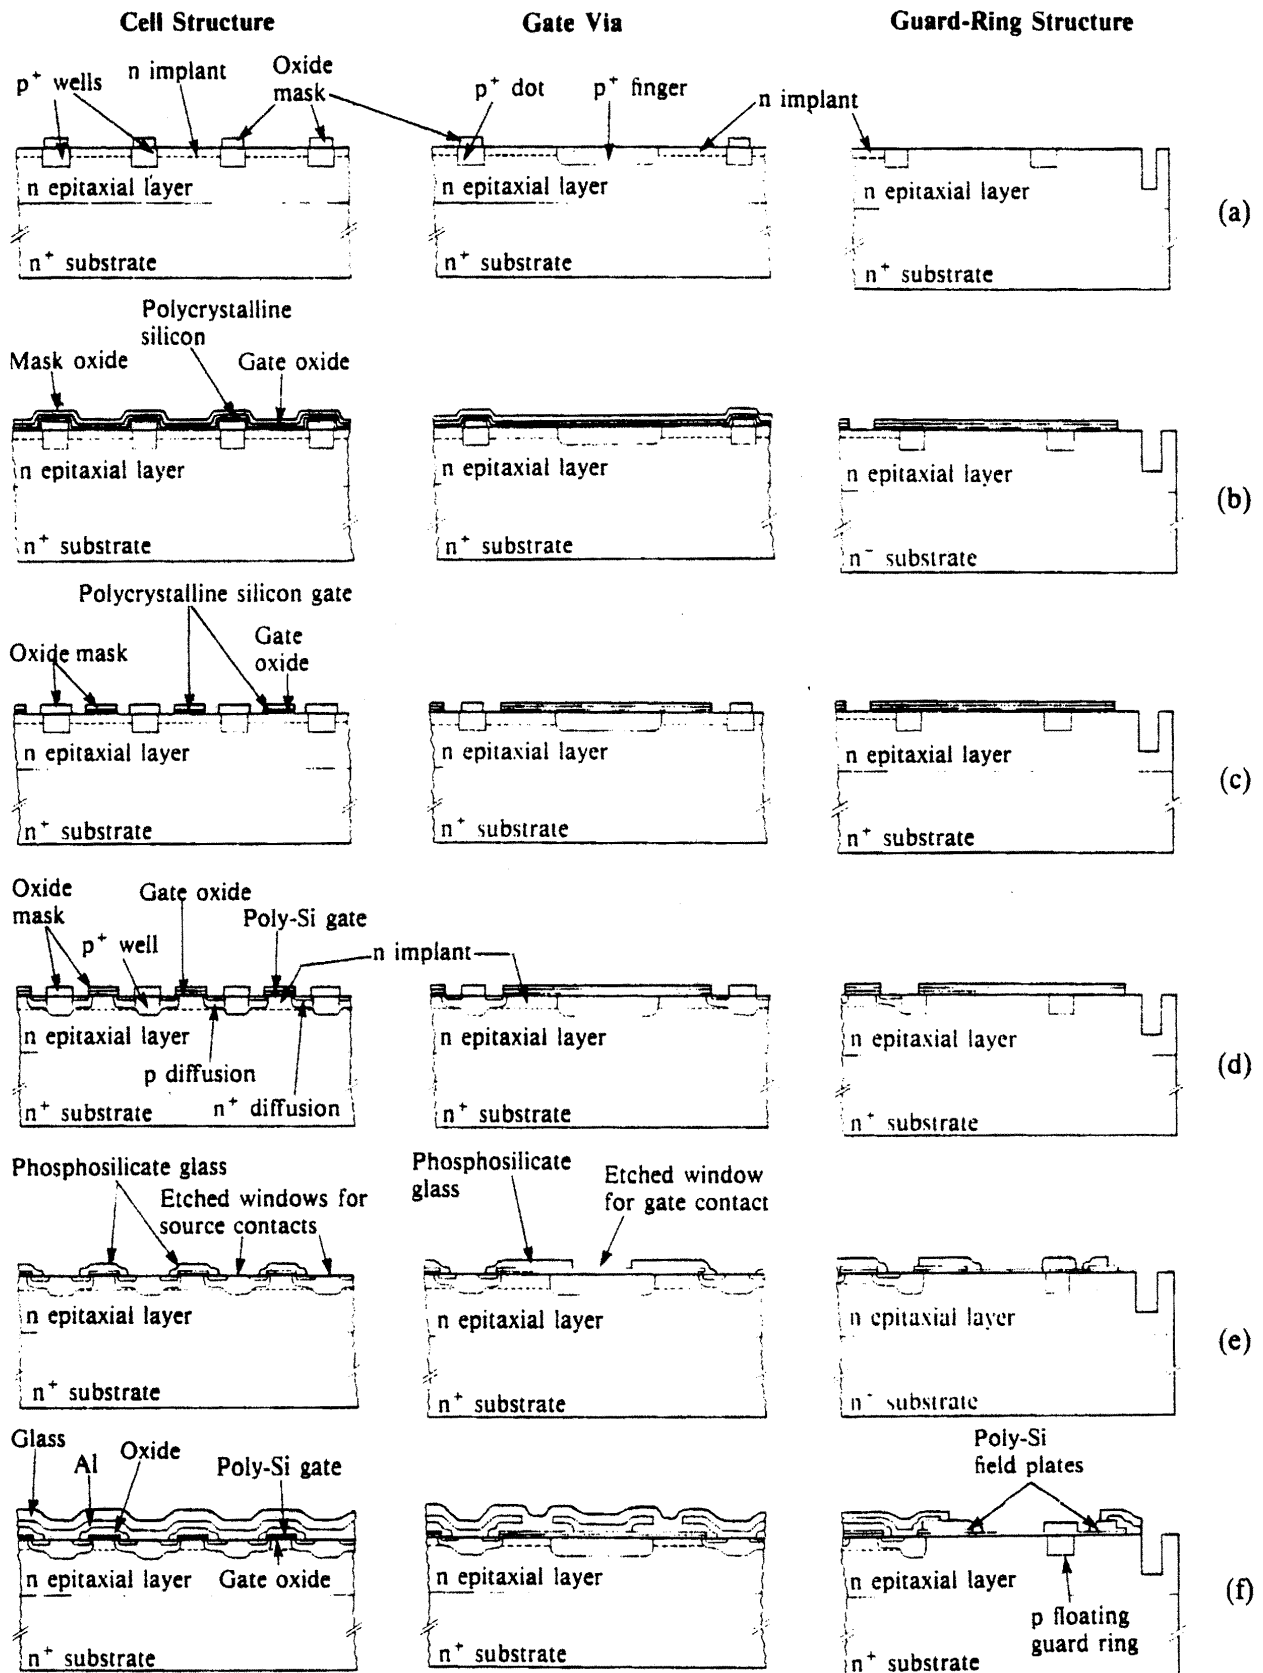 Cell Structure
Gate Via
Guard-Ring Structure
p⁺ wells
n implant
Oxide
mask
p⁺ dot
p⁺ finger
n implant
n epitaxial layer
n⁺ substrate
n epitaxial layer
n⁺ substrate
n epitaxial layer
n⁺ substrate
(a)
Polycrystalline
silicon
Mask oxide
Gate oxide
n epitaxial layer
n⁺ substrate
n epitaxial layer
n⁺ substrate
n epitaxial layer
n⁻ substrate
(b)
Polycrystalline silicon gate
Oxide mask
Gate
oxide
n epitaxial layer
n⁺ substrate
n epitaxial layer
n⁺ substrate
n epitaxial layer
n⁺ substrate
(c)
Oxide
mask
Gate oxide
p⁺ well
Poly-Si gate
n implant
n epitaxial layer
p diffusion
n⁺ substrate
n⁺ diffusion
n epitaxial layer
n⁺ substrate
n epitaxial layer
n⁺ substrate
(d)
Phosphosilicate glass
Etched windows for
source contacts
Phosphosilicate
glass
Etched window
for gate contact
n epitaxial layer
n⁺ substrate
n epitaxial layer
n⁺ substrate
n epitaxial layer
n⁺ substrate
(e)
Glass
Al
Oxide
Poly-Si gate
Poly-Si
field plates
n epitaxial layer
Gate oxide
n⁺ substrate
n epitaxial layer
n⁺ substrate
n epitaxial layer
p floating
guard ring
n⁺ substrate
(f)